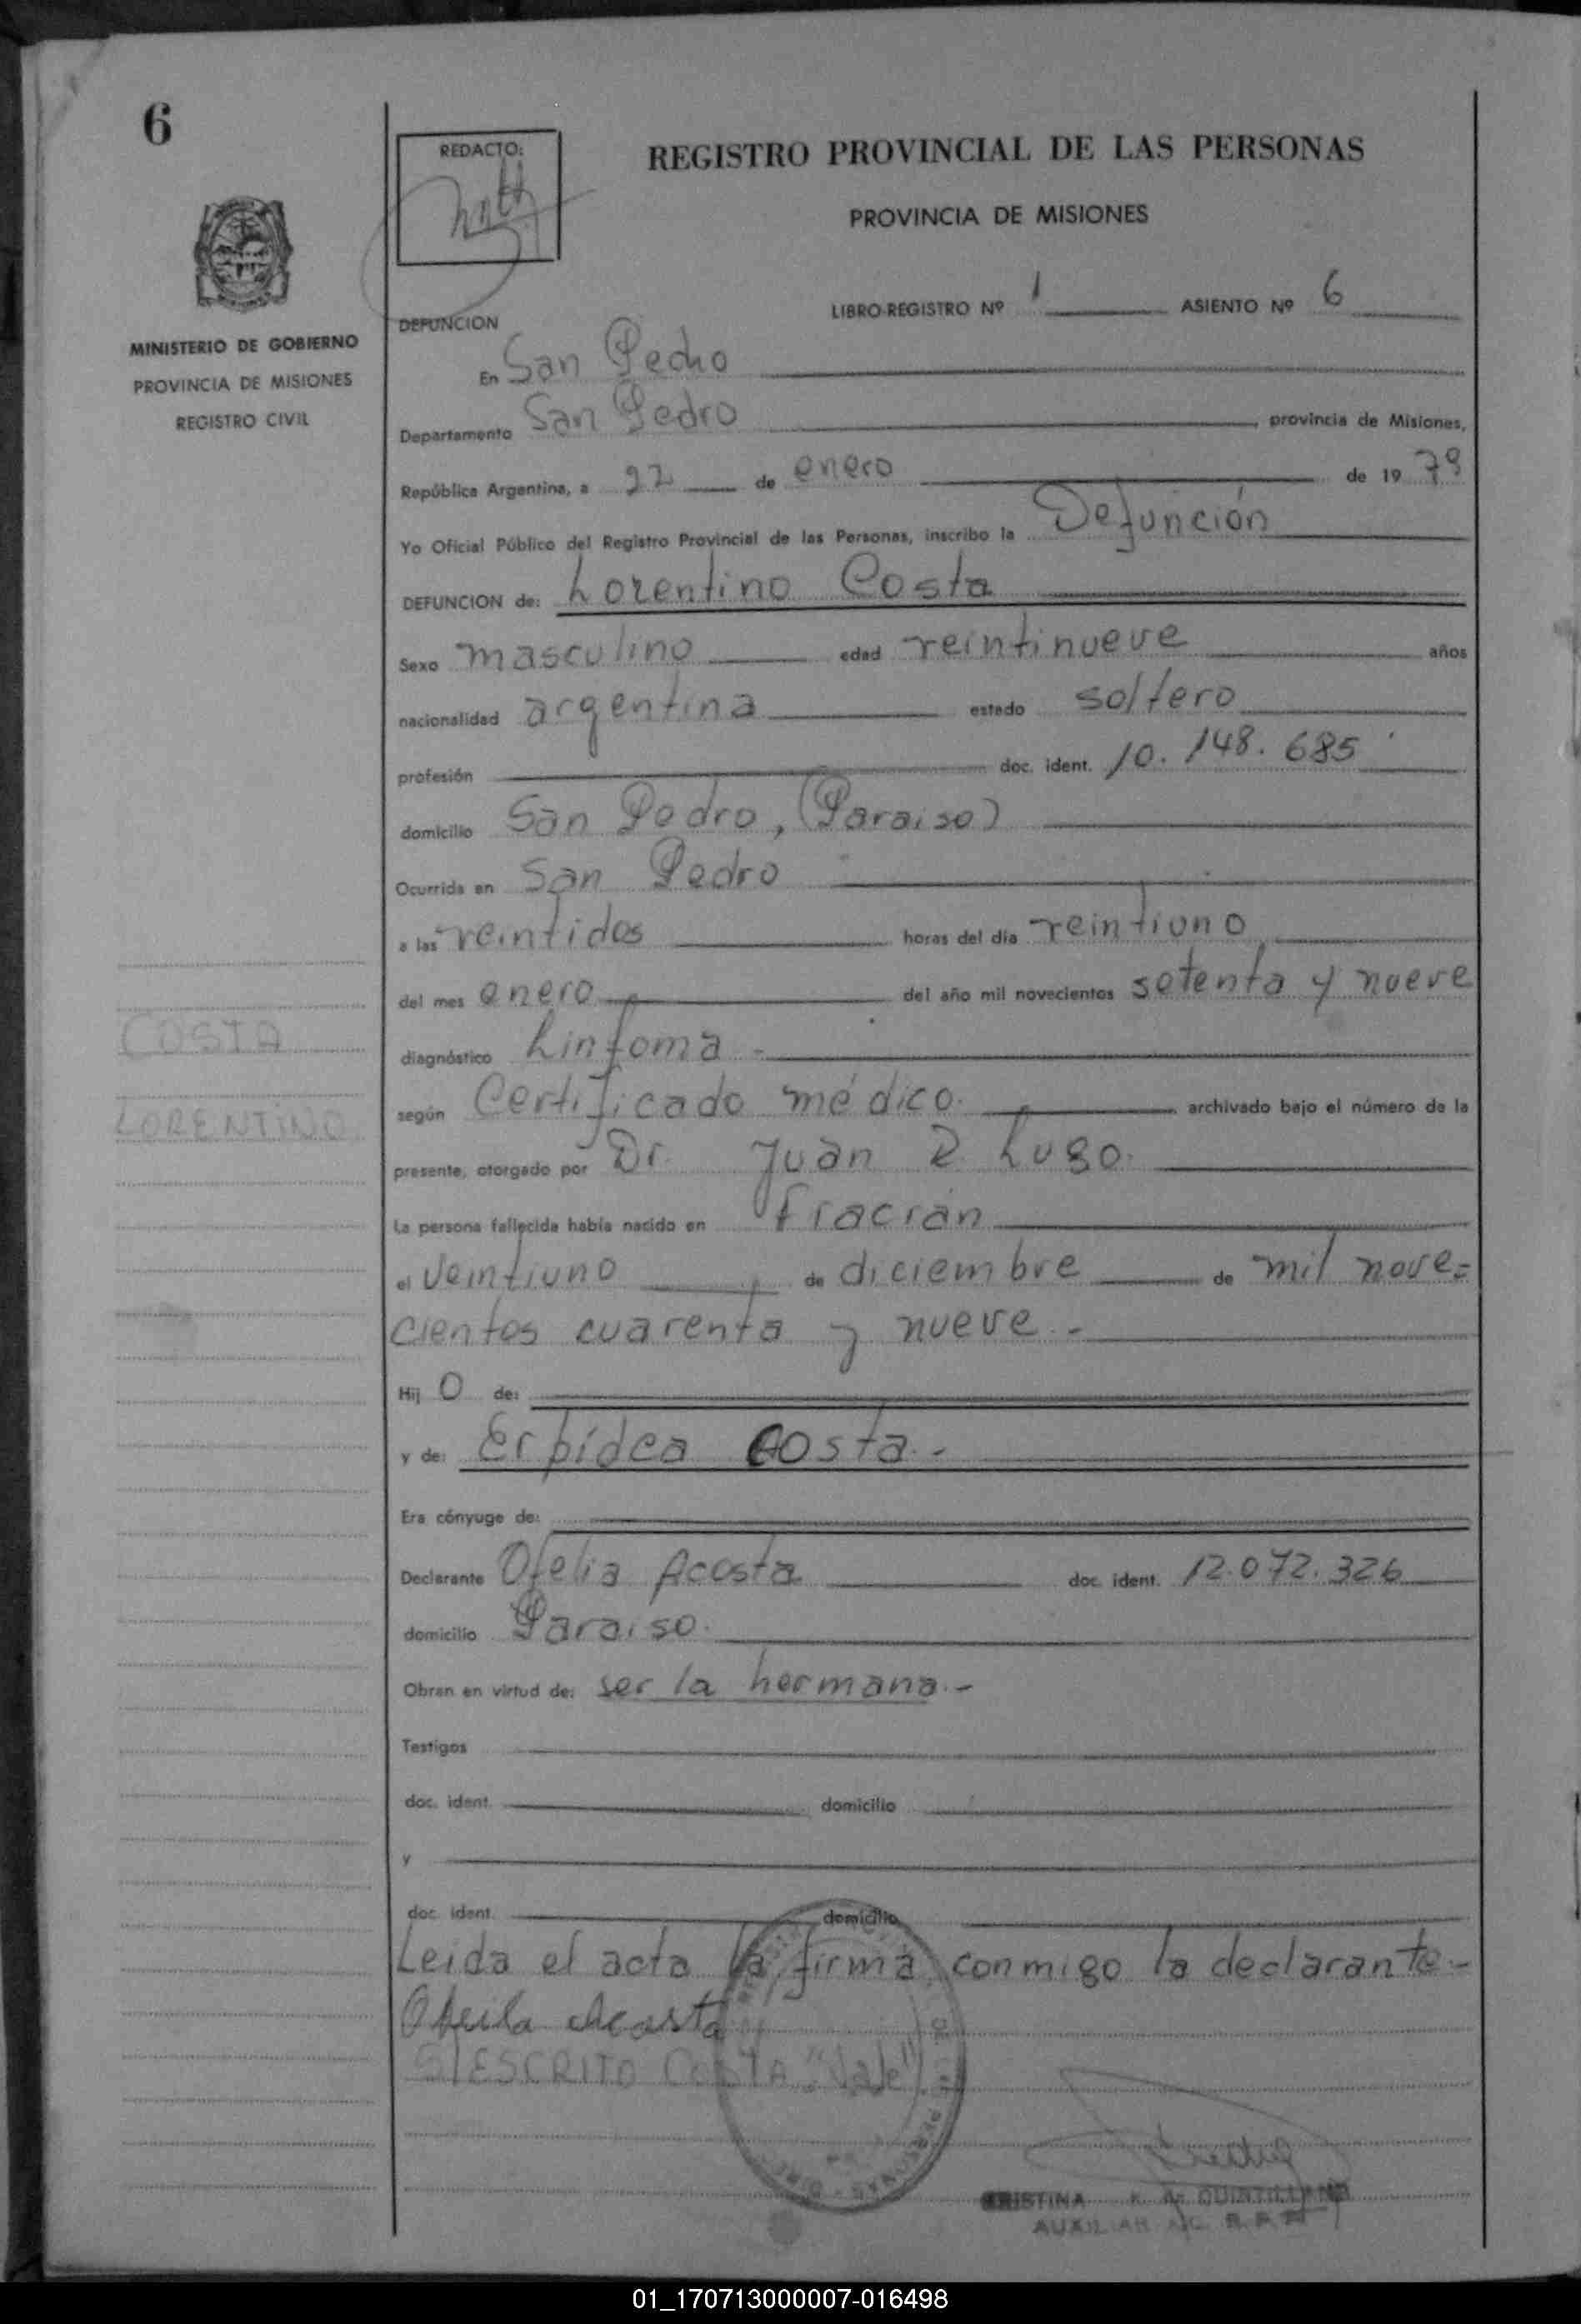 6
REDACTO:
REGISTRO PROVINCIAL DE LAS PERSONAS
PROVINCIA DE MISIONES
LIBRO-REGISTRO Nº 1 ASIENTO Nº 6
MINISTERIO DE GOBIERNO
PROVINCIA DE MISIONES
REGISTRO CIVIL
COSTA
LORENTINO
DEFUNCION
En San Pedro
Departamento San Pedro, provincia de Misiones,
República Argentina, a 22 de enero de 1979
Yo Oficial Público del Registro Provincial de las Personas, inscribo la Defunción
DEFUNCION de: Lorentino Costa
Sexo masculino edad veintinueve años
nacionalidad argentina estado soltero
profesión doc. ident. 10.148.685
domicilio San Pedro, (Paraiso)
Ocurrida en San Pedro
a las veintidos horas del día veintiuno
del mes enero del año mil novecientos setenta y nueve
diagnóstico Linfoma -
según Certificado médico. archivado bajo el número de la
presente, otorgado por Dr. Juan R Lugo.
La persona fallecida había nacido en fracrán
el veintiuno de diciembre de mil nove=
cientos cuarenta y nueve -
Hij O de:
y de: Erpídea Costa.-
Era cónyuge de:
Declarante Ofelia Acosta doc. ident. 12.072.326
domicilio Paraiso.
Obran en virtud de: ser la hermana.-
Testigos
doc. ident. domicilio
y
doc. ident. domicilio
Leida el acta la firma conmigo la declarante-
Acosta
S/ESCRITO COSTA "Vale"
CRISTINA QUINTILLANO
AUXILIAR
01_170713000007-016498